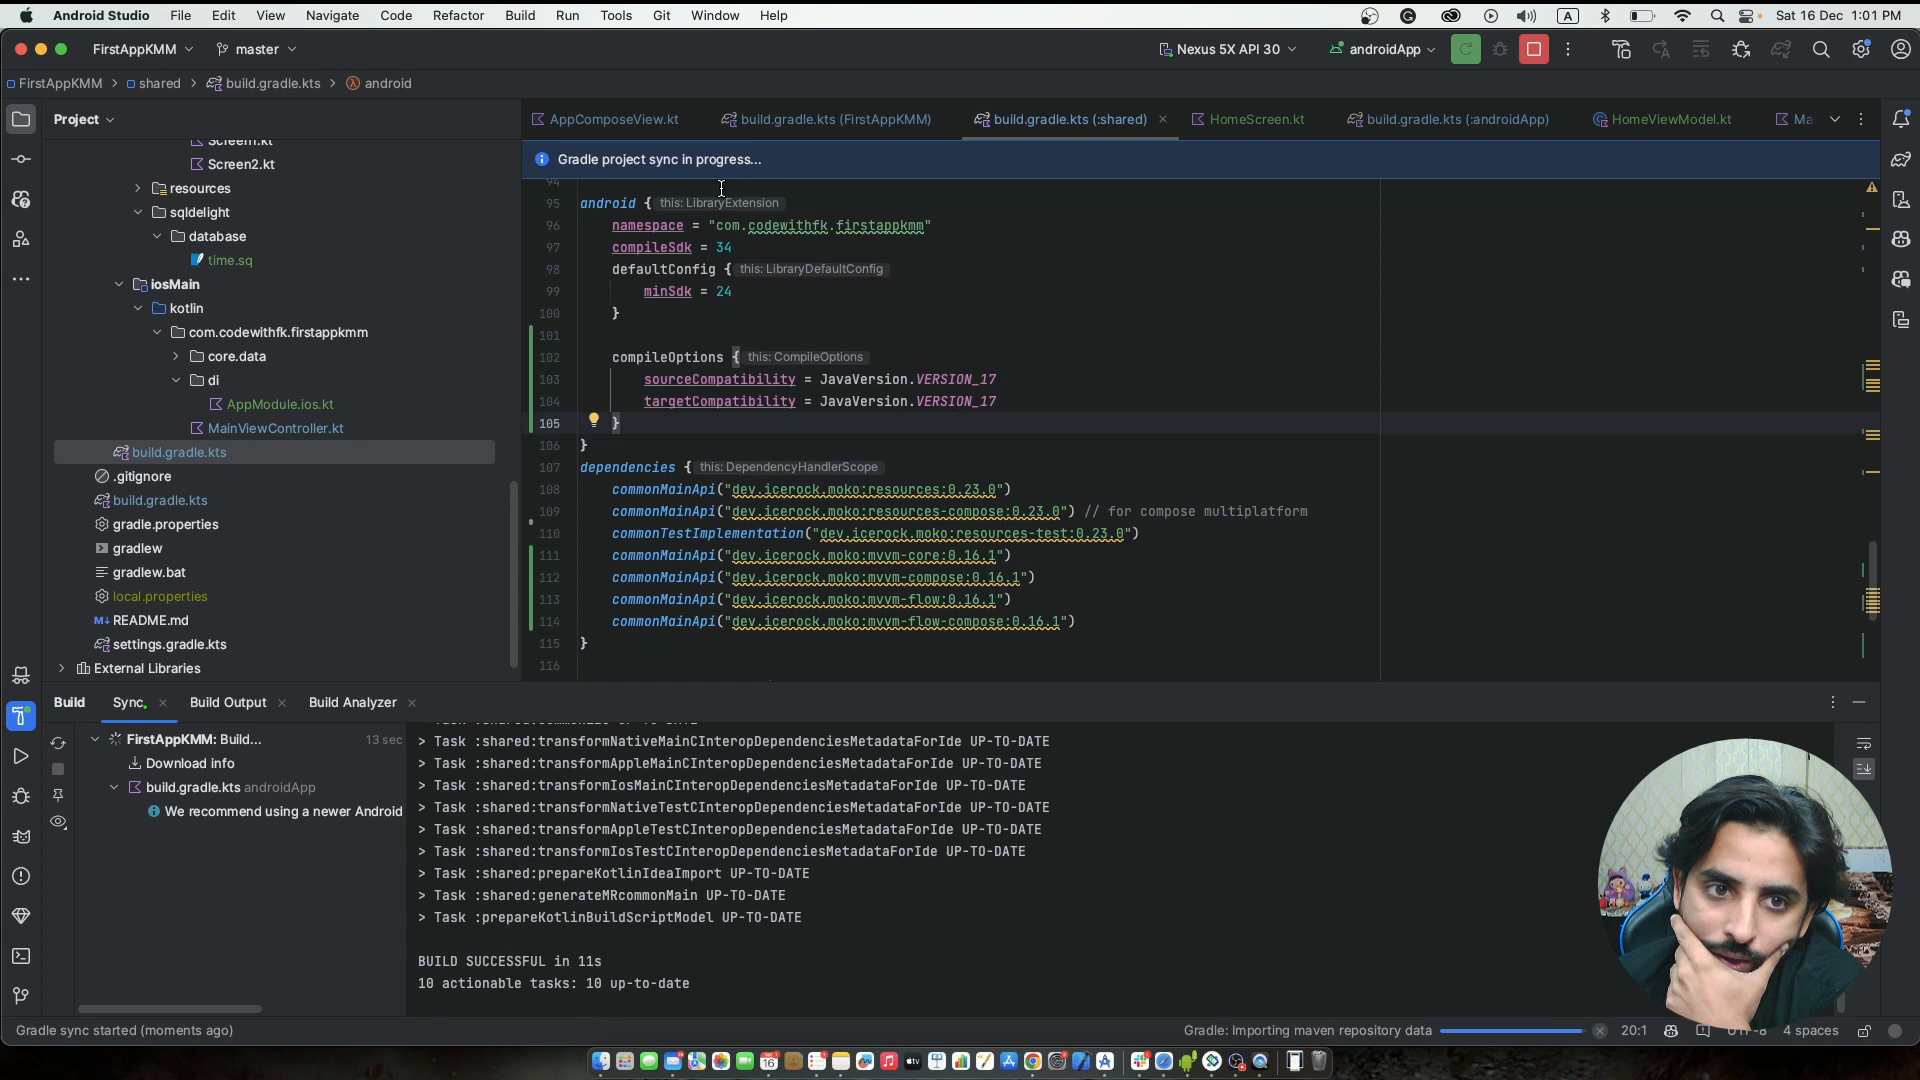 Android Studio File Edit View Navigate Code Refactor Build Run Tools Git Window Help
A Sat 16 Dec 1:01 PM
FirstAppKMM master Nexus 5X API 30 androidApp
FirstAppKMM > shared > build.gradle.kts > android
Project
AppComposeView.kt build.gradle.kts (FirstAppKMM) build.gradle.kts (:shared) HomeScreen.kt build.gradle.kts (:androidApp) HomeViewModel.kt Ma
Gradle project sync in progress...
Screen1.kt
Screen2.kt
resources
sqldelight
database
time.sq
iosMain
kotlin
com.codewithfk.firstappkmm
core.data
di
AppModule.ios.kt
MainViewController.kt
build.gradle.kts
.gitignore
build.gradle.kts
gradle.properties
gradlew
gradlew.bat
local.properties
README.md
settings.gradle.kts
External Libraries
94
95 android { this: LibraryExtension
96 namespace = "com.codewithfk.firstappkmm"
97 compileSdk = 34
98 defaultConfig { this: LibraryDefaultConfig
99 minSdk = 24
100 }
101
102 compileOptions { this: CompileOptions
103 sourceCompatibility = JavaVersion.VERSION_17
104 targetCompatibility = JavaVersion.VERSION_17
105 }
106 }
107 dependencies { this: DependencyHandlerScope
108 commonMainApi("dev.icerock.moko:resources:0.23.0")
109 commonMainApi("dev.icerock.moko:resources-compose:0.23.0") // for compose multiplatform
110 commonTestImplementation("dev.icerock.moko:resources-test:0.23.0")
111 commonMainApi("dev.icerock.moko:mvvm-core:0.16.1")
112 commonMainApi("dev.icerock.moko:mvvm-compose:0.16.1")
113 commonMainApi("dev.icerock.moko:mvvm-flow:0.16.1")
114 commonMainApi("dev.icerock.moko:mvvm-flow-compose:0.16.1")
115 }
116
Build Sync Build Output Build Analyzer
FirstAppKMM: Build... 13 sec
Download info
build.gradle.kts androidApp
We recommend using a newer Android
> Task :shared:transformNativeMainCInteropDependenciesMetadataForIde UP-TO-DATE
> Task :shared:transformAppleMainCInteropDependenciesMetadataForIde UP-TO-DATE
> Task :shared:transformIosMainCInteropDependenciesMetadataForIde UP-TO-DATE
> Task :shared:transformNativeTestCInteropDependenciesMetadataForIde UP-TO-DATE
> Task :shared:transformAppleTestCInteropDependenciesMetadataForIde UP-TO-DATE
> Task :shared:transformIosTestCInteropDependenciesMetadataForIde UP-TO-DATE
> Task :shared:prepareKotlinIdeaImport UP-TO-DATE
> Task :shared:generateMRcommonMain UP-TO-DATE
> Task :prepareKotlinBuildScriptModel UP-TO-DATE
BUILD SUCCESSFUL in 11s
10 actionable tasks: 10 up-to-date
Gradle sync started (moments ago) Gradle: Importing maven repository data 20:1 UTF-8 4 spaces